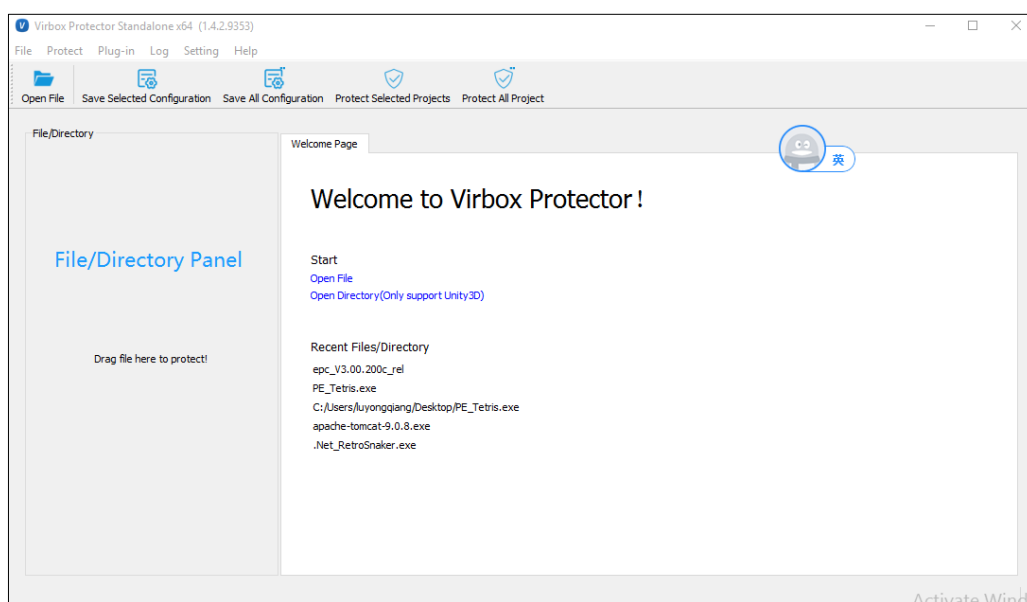 Virbox Protector Standalone x64 (1.4.2.9353)
File Protect Plug-in Log Setting Help
Open File Save Selected Configuration Save All Configuration Protect Selected Projects Protect All Project
File/Directory
Welcome Page
英
Welcome to Virbox Protector!
File/Directory Panel
Start
Open File
Open Directory(Only support Unity3D)
Drag file here to protect!
Recent Files/Directory
epc_V3.00.200c_rel
PE_Tetris.exe
C:/Users/luyongqiang/Desktop/PE_Tetris.exe
apache-tomcat-9.0.8.exe
.Net_RetroSnaker.exe
Activate Wind